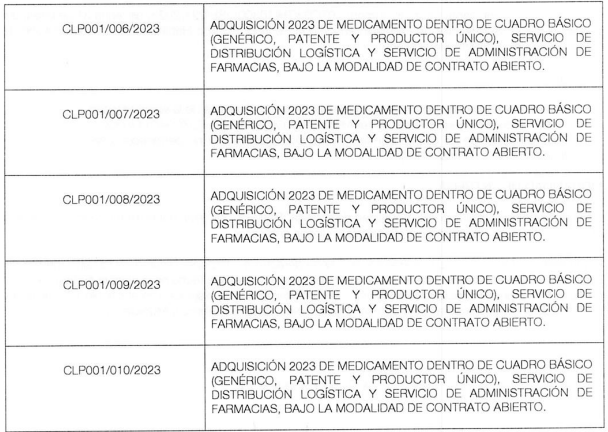 CLP001/006/2023
ADQUISICIÓN 2023 DE MEDICAMENTO DENTRO DE CUADRO BÁSICO
(GENÉRICO, PATENTE Y PRODUCTOR ÚNICO), SERVICIO DE
DISTRIBUCIÓN LOGÍSTICA Y SERVICIO DE ADMINISTRACIÓN DE
FARMACIAS, BAJO LA MODALIDAD DE CONTRATO ABIERTO.
CLP001/007/2023
ADQUISICIÓN 2023 DE MEDICAMENTO DENTRO DE CUADRO BÁSICO
(GENÉRICO, PATENTE Y PRODUCTOR ÚNICO), SERVICIO DE
DISTRIBUCIÓN LOGÍSTICA Y SERVICIO DE ADMINISTRACIÓN DE
FARMACIAS, BAJO LA MODALIDAD DE CONTRATO ABIERTO.
CLP001/008/2023
ADQUISICIÓN 2023 DE MEDICAMENTO DENTRO DE CUADRO BÁSICO
(GENÉRICO, PATENTE Y PRODUCTOR ÚNICO), SERVICIO DE
DISTRIBUCIÓN LOGÍSTICA Y SERVICIO DE ADMINISTRACIÓN DE
FARMACIAS, BAJO LA MODALIDAD DE CONTRATO ABIERTO.
CLP001/009/2023
ADQUISICIÓN 2023 DE MEDICAMENTO DENTRO DE CUADRO BÁSICO
(GENÉRICO, PATENTE Y PRODUCTOR ÚNICO), SERVICIO DE
DISTRIBUCIÓN LOGÍSTICA Y SERVICIO DE ADMINISTRACIÓN DE
FARMACIAS, BAJO LA MODALIDAD DE CONTRATO ABIERTO.
CLP001/010/2023
ADQUISICIÓN 2023 DE MEDICAMENTO DENTRO DE CUADRO BÁSICO
(GENÉRICO, PATENTE Y PRODUCTOR ÚNICO), SERVICIO DE
DISTRIBUCIÓN LOGÍSTICA Y SERVICIO DE ADMINISTRACIÓN DE
FARMACIAS, BAJO LA MODALIDAD DE CONTRATO ABIERTO.